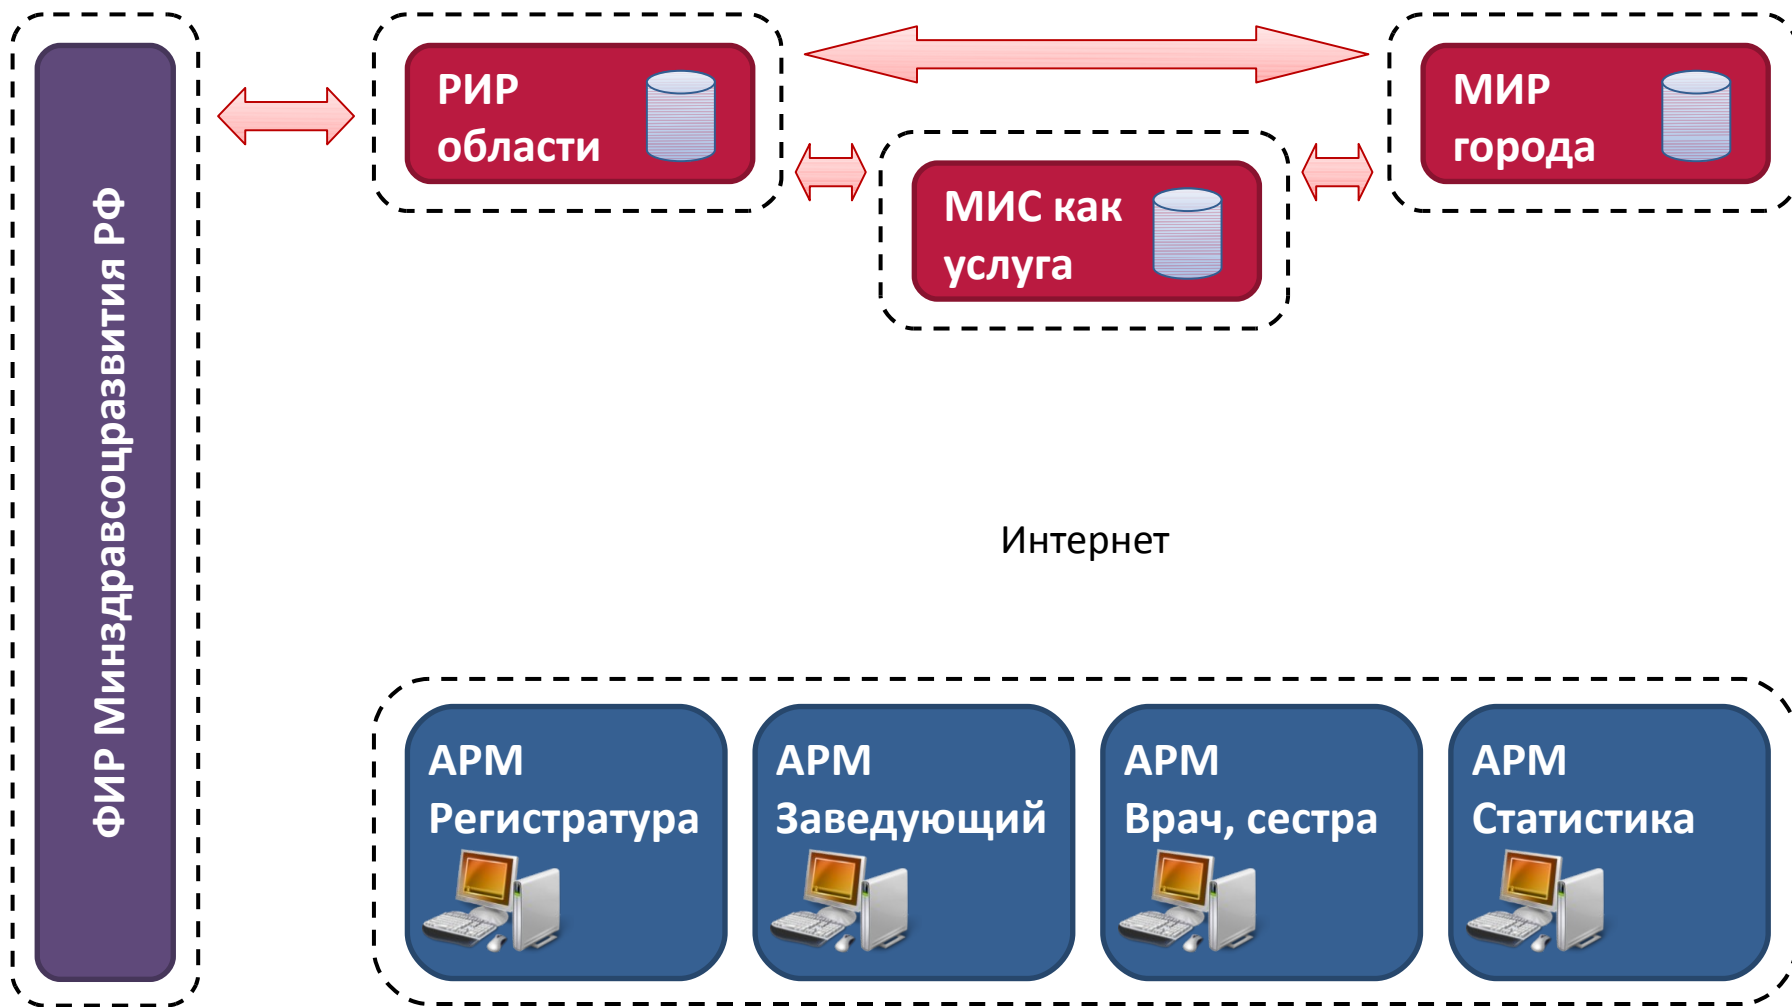 ФИР Минздравсоцразвития РФ
РИР
области
МИС как
услуга
МИР
города
Интернет
АРМ
Регистратура
АРМ
Заведующий
АРМ
Врач, сестра
АРМ
Статистика